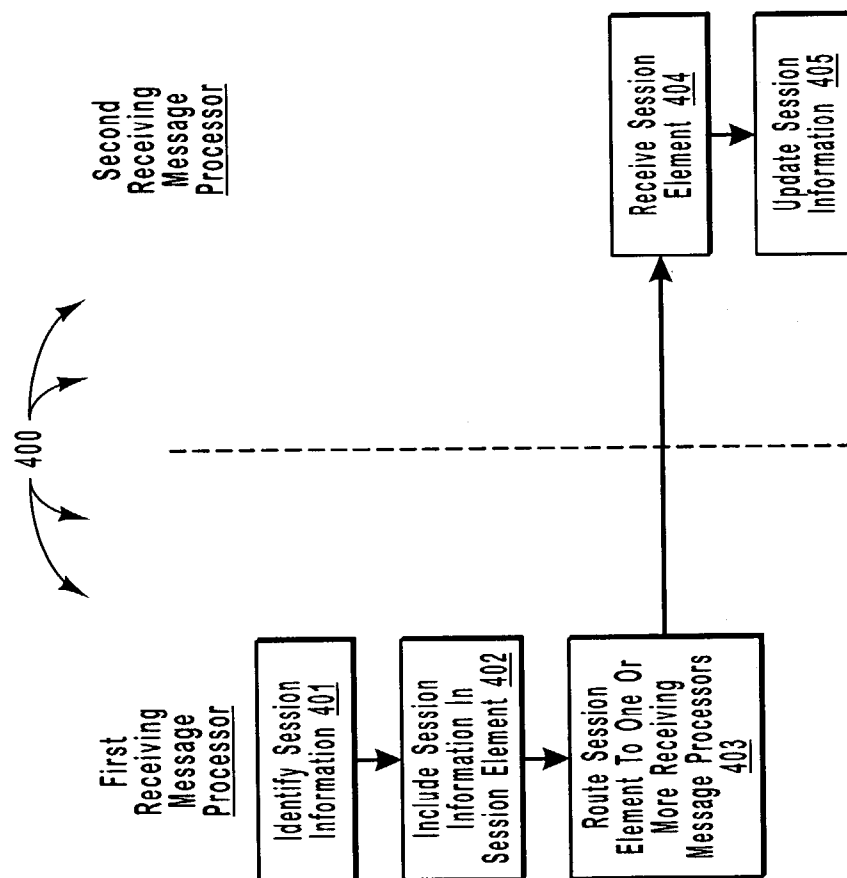 400
First
Receiving
Message
Processor
Second
Receiving
Message
Processor
Identify Session
Information 401
Include Session
Information In
Session Element 402
Route Session
Element To One Or
More Receiving
Message Processors
403
Receive Session
Element 404
Update Session
Information 405